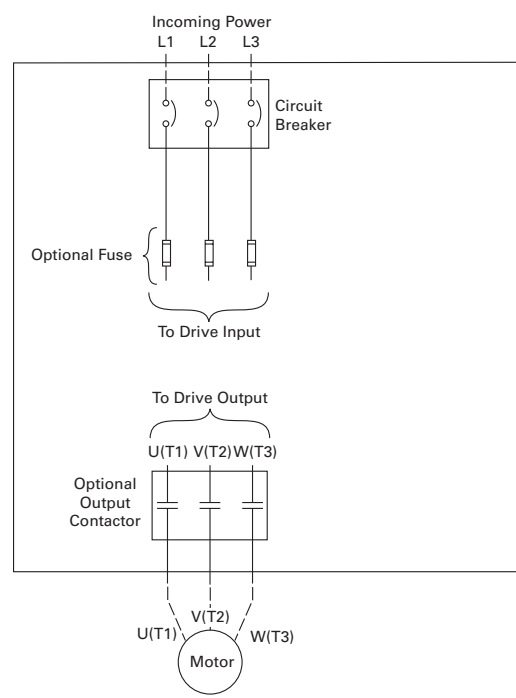 Incoming Power
L1 L2 L3
Circuit
Breaker
Optional Fuse
To Drive Input
To Drive Output
U(T1) V(T2) W(T3)
Optional
Output
Contactor
V(T2)
U(T1) W(T3)
Motor